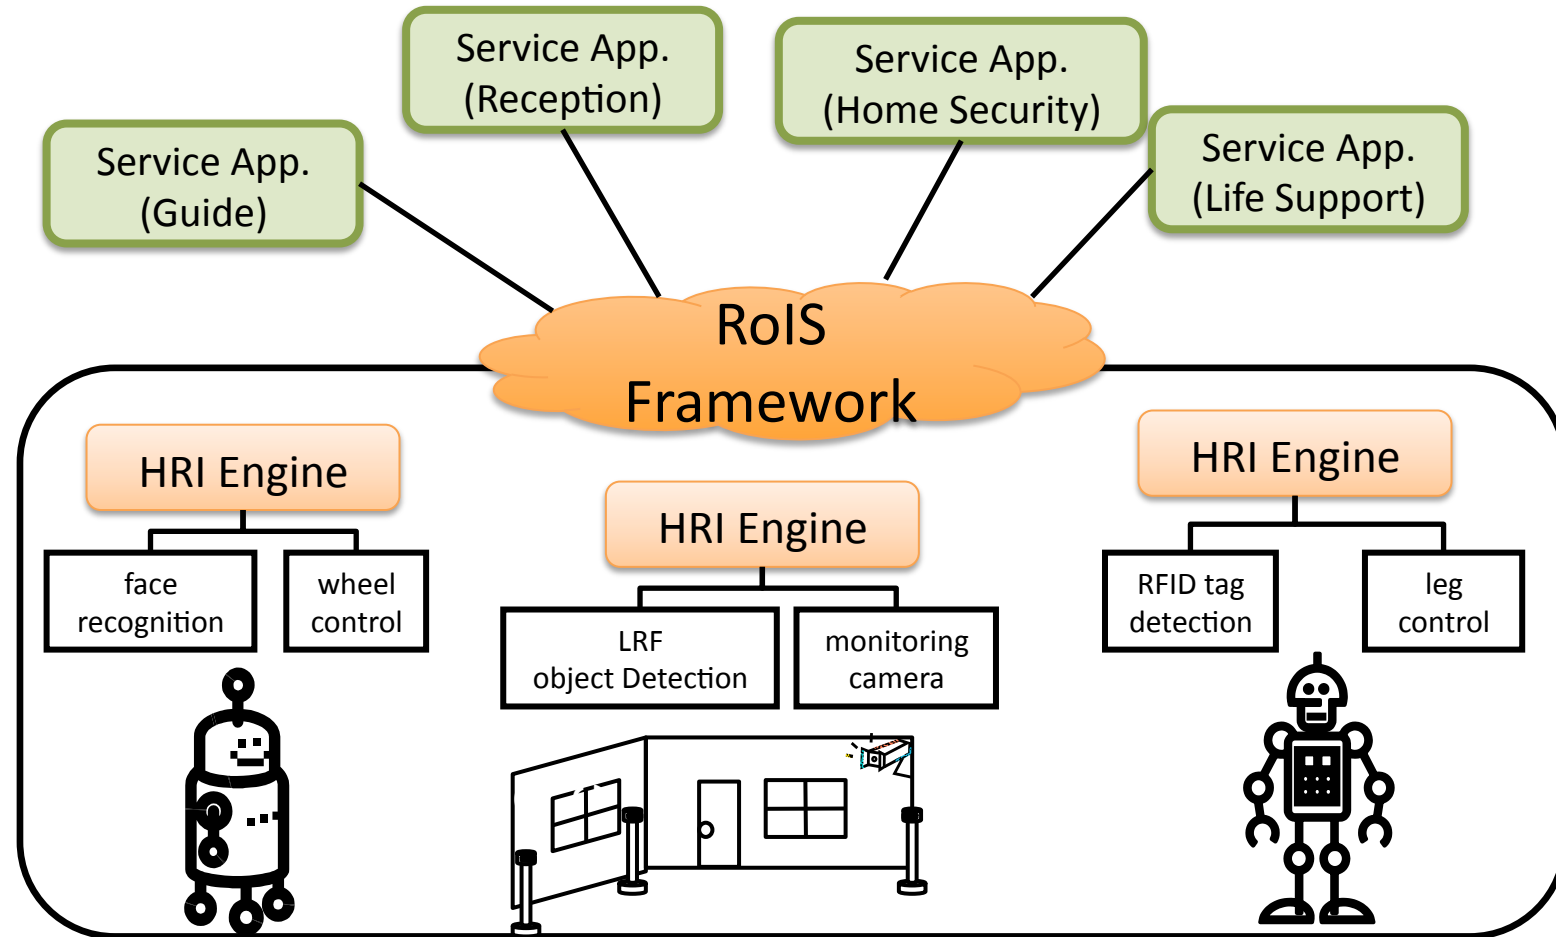 Service App.
(Reception)
Service App.
(Home Security)
Service App.
(Guide)
Service App.
(Life Support)
RoIS
Framework
HRI Engine
face
recognition
wheel
control
HRI Engine
LRF
object Detection
monitoring
camera
HRI Engine
RFID tag
detection
leg
control